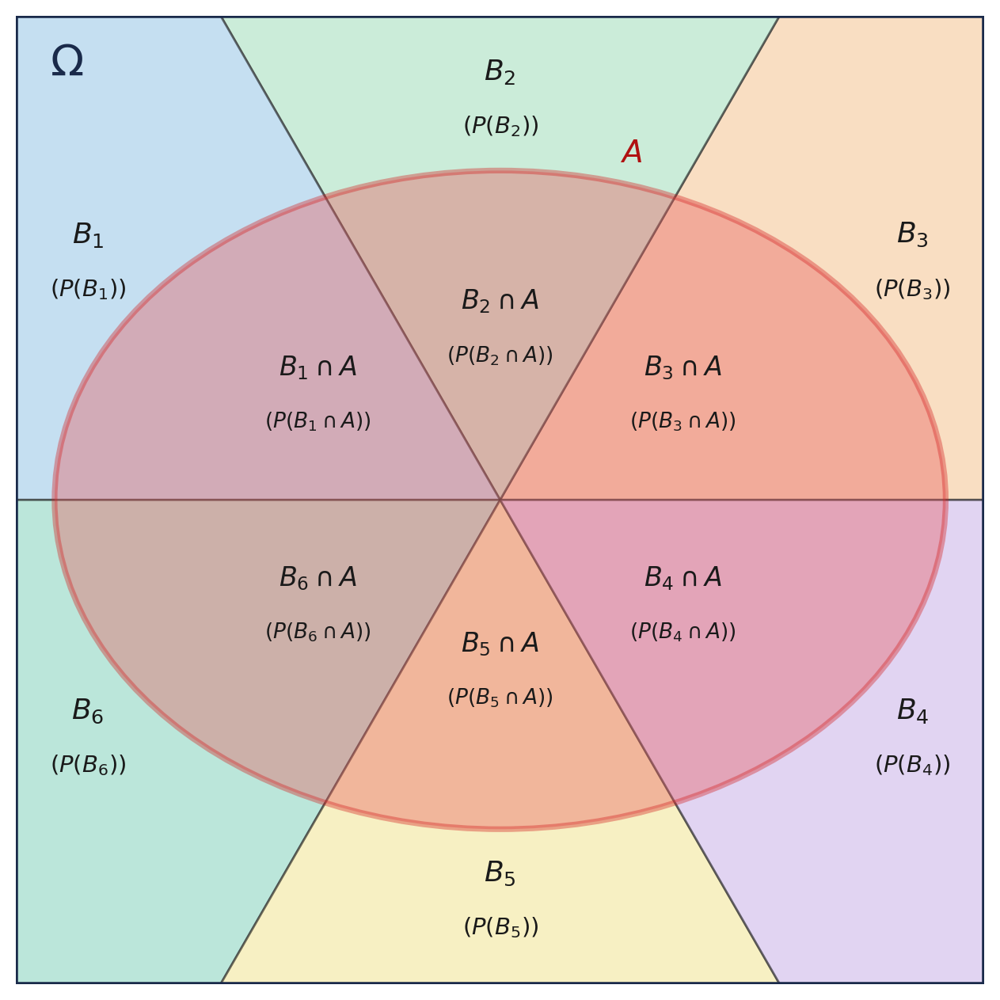 Ω
B₂
(P(B₂))
A
B₁
(P(B₁))
B₃
(P(B₃))
B₂ ∩ A
(P(B₂ ∩ A))
B₁ ∩ A
(P(B₁ ∩ A))
B₃ ∩ A
(P(B₃ ∩ A))
B₆ ∩ A
(P(B₆ ∩ A))
B₄ ∩ A
(P(B₄ ∩ A))
B₅ ∩ A
(P(B₅ ∩ A))
B₆
(P(B₆))
B₄
(P(B₄))
B₅
(P(B₅))